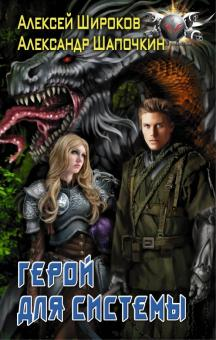 Алексей Широков
Александр Шапочкин
ГЕРОЙ
ДЛЯ СИСТЕМЫ